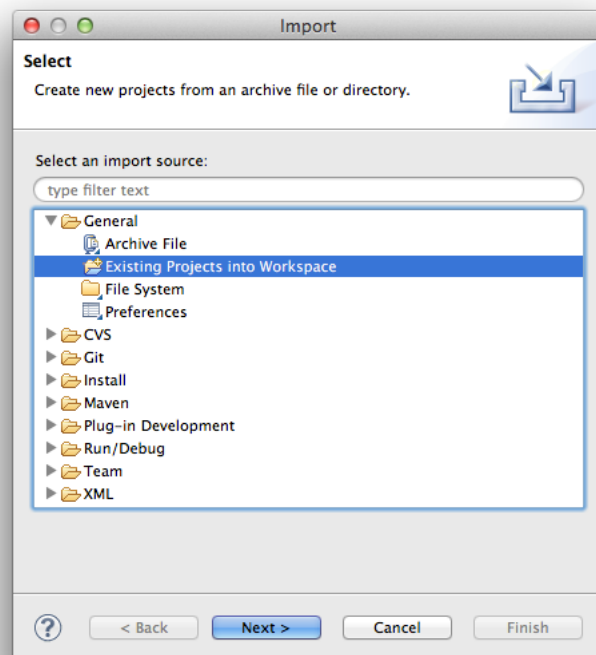 Import
Select
Create new projects from an archive file or directory.
Select an import source:
type filter text
General
Archive File
Existing Projects into Workspace
File System
Preferences
CVS
Git
Install
Maven
Plug-in Development
Run/Debug
Team
XML
? < Back Next > Cancel Finish